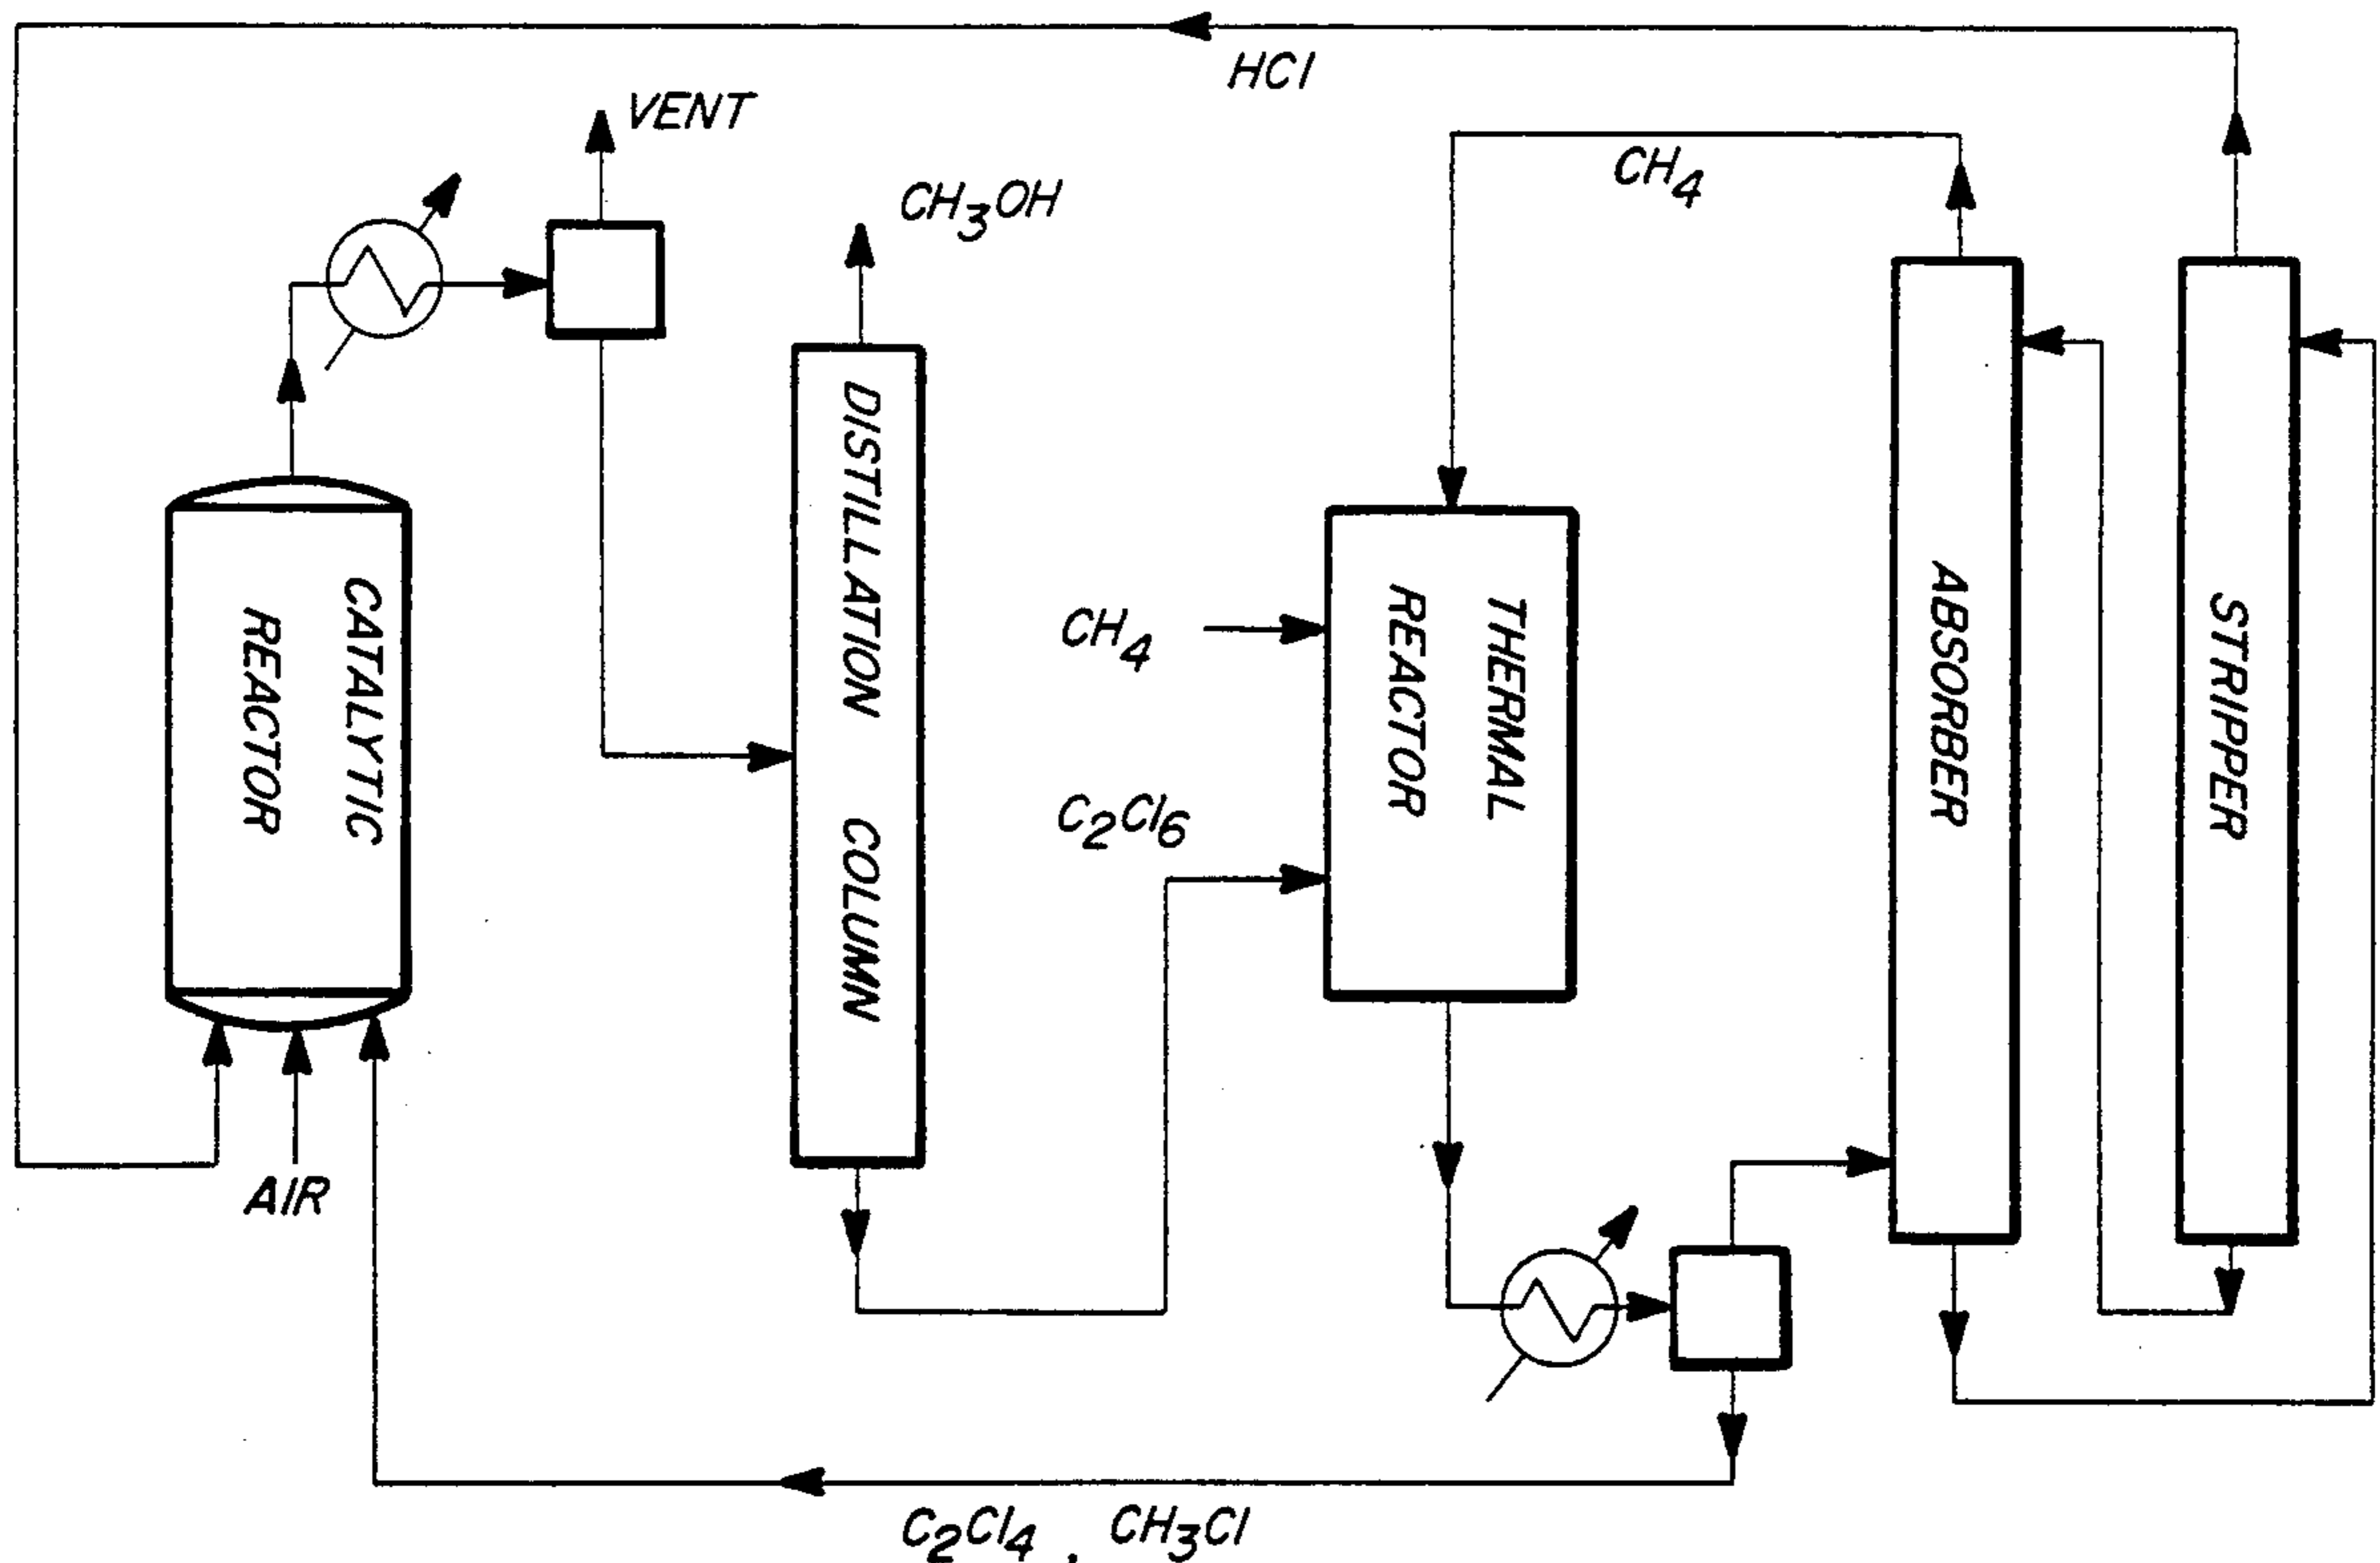 HCl
VENT
CH₄
CH₃OH
DISTILLATION COLUMN
CATALYTIC
REACTOR
THERMAL
REACTOR
ABSORBER
STRIPPER
CH₄
C₂Cl₆
AIR
C₂Cl₄ , CH₃Cl